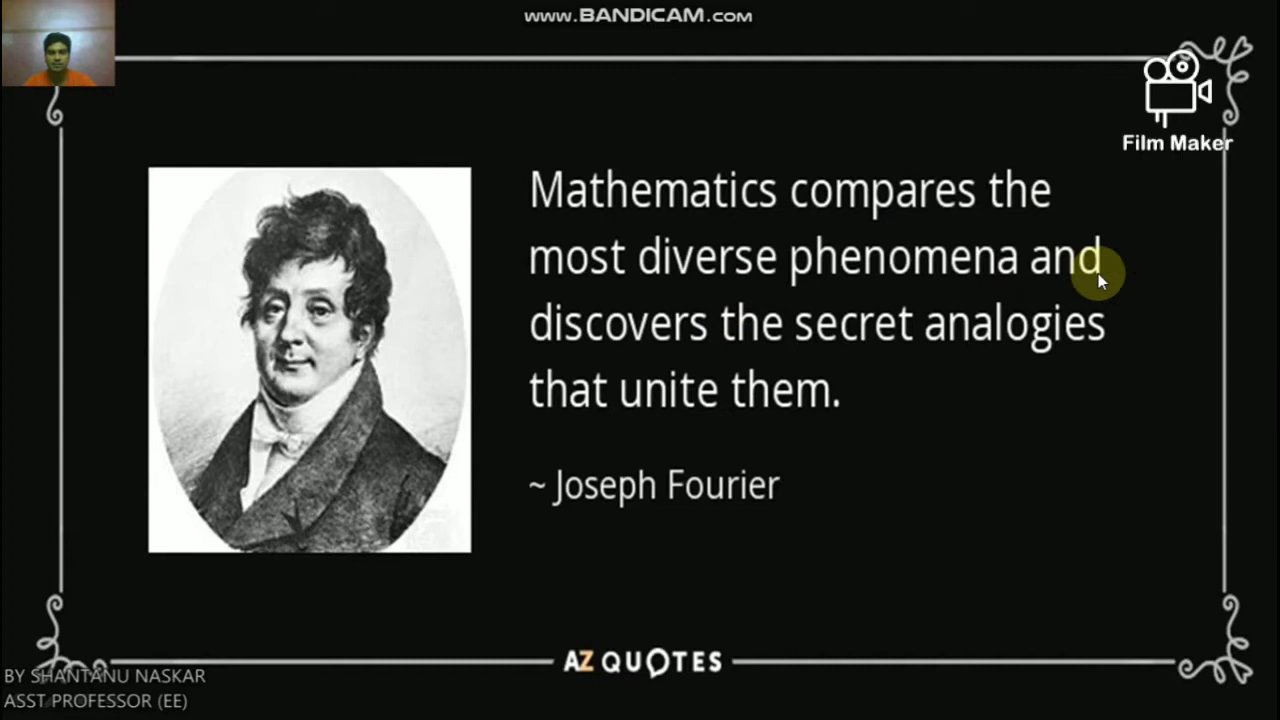 www.BANDICAM.com
Film Maker
Mathematics compares the
most diverse phenomena and
discovers the secret analogies
that unite them.
~ Joseph Fourier
AZ QUOTES
BY SHANTANU NASKAR
ASST PROFESSOR (EE)